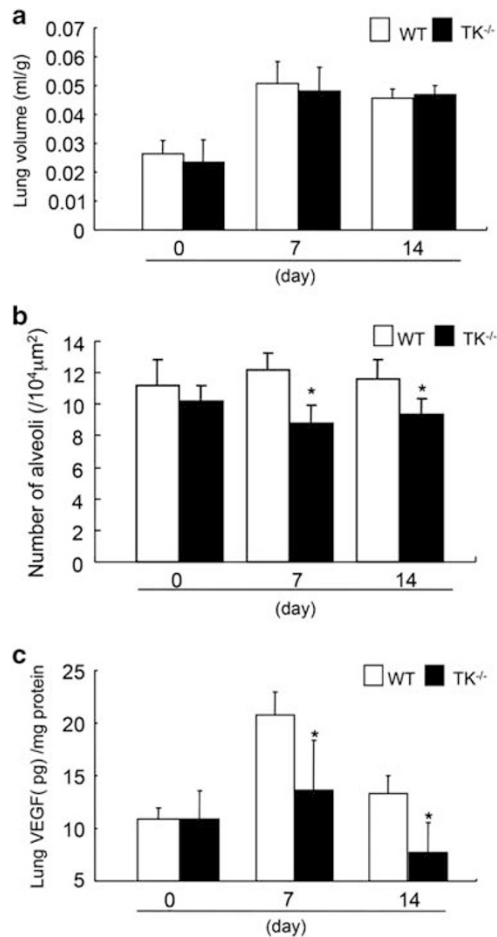 a
WT TK-/-
Lung volume (ml/g)
0.07
0.06
0.05
0.04
0.03
0.02
0.01
0
0 7 14
(day)
b
WT TK-/-
Number of alveoli (/10⁴µm²)
14
12
10
8
6
4
2
0
* *
0 7 14
(day)
c
WT TK-/-
Lung VEGF( pg) /mg protein
25
20
15
10
5
* *
0 7 14
(day)